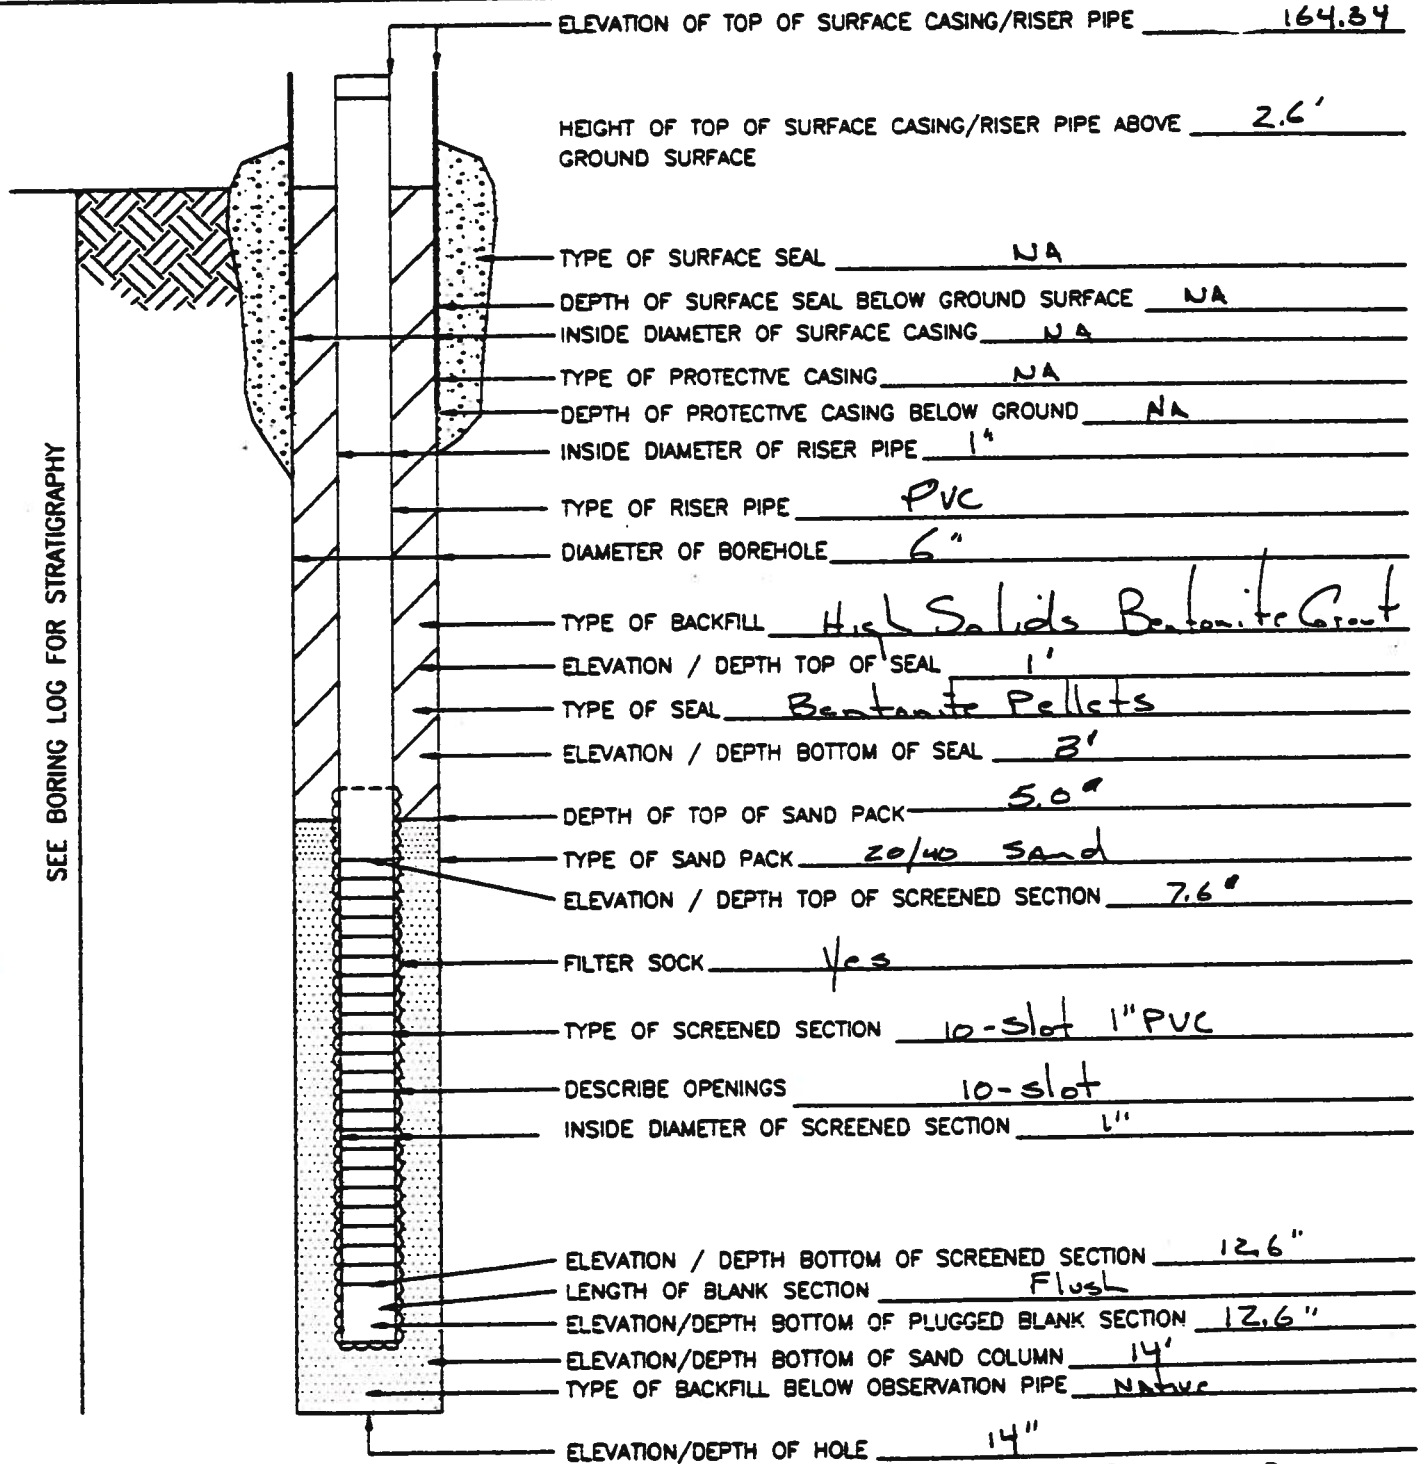 ELEVATION OF TOP OF SURFACE CASING/RISER PIPE 164.34
HEIGHT OF TOP OF SURFACE CASING/RISER PIPE ABOVE 2.6'
GROUND SURFACE
TYPE OF SURFACE SEAL NA
DEPTH OF SURFACE SEAL BELOW GROUND SURFACE NA
INSIDE DIAMETER OF SURFACE CASING NA
TYPE OF PROTECTIVE CASING NA
DEPTH OF PROTECTIVE CASING BELOW GROUND NA
INSIDE DIAMETER OF RISER PIPE 1"
TYPE OF RISER PIPE PVC
DIAMETER OF BOREHOLE 6"
TYPE OF BACKFILL High Solids Bentonite Grout
ELEVATION / DEPTH TOP OF SEAL 1'
TYPE OF SEAL Bentonite Pellets
ELEVATION / DEPTH BOTTOM OF SEAL 3'
DEPTH OF TOP OF SAND PACK 5.0"
TYPE OF SAND PACK 20/40 Sand
ELEVATION / DEPTH TOP OF SCREENED SECTION 7.6"
FILTER SOCK Yes
TYPE OF SCREENED SECTION 10-Slot 1" PVC
DESCRIBE OPENINGS 10-slot
INSIDE DIAMETER OF SCREENED SECTION 1"
ELEVATION / DEPTH BOTTOM OF SCREENED SECTION 12.6"
LENGTH OF BLANK SECTION Flush
ELEVATION/DEPTH BOTTOM OF PLUGGED BLANK SECTION 12.6"
ELEVATION/DEPTH BOTTOM OF SAND COLUMN 14'
TYPE OF BACKFILL BELOW OBSERVATION PIPE Native
ELEVATION/DEPTH OF HOLE 14"
SEE BORING LOG FOR STRATIGRAPHY